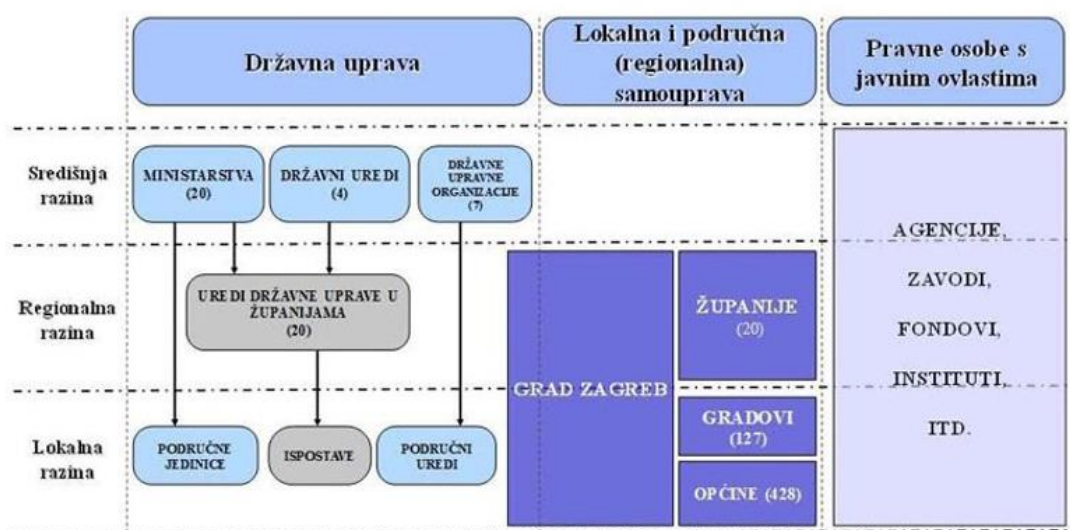 Državna uprava
Lokalna i područna
(regionalna)
samouprava
Pravne osobe s
javnim ovlastima
Središnja
razina
MINISTARSTVA
(20)
DRŽAVNI UREDI
(4)
DRŽAVNE
UPRAVNE
ORGANIZACIJE
(7)
Regionalna
razina
UREDI DRŽAVNE UPRAVE U
ŽUPANIJAMA
(20)
GRAD ZAGREB
ŽUPANIJE
(20)
Lokalna
razina
PODRUČNE
JEDINICE
ISPOSTAVE
PODRUČNI
UREDI
GRADOVI
(127)
OPĆINE (428)
AGENCIJE,
ZAVODI,
FONDOVI,
INSTITUTI,
ITD.